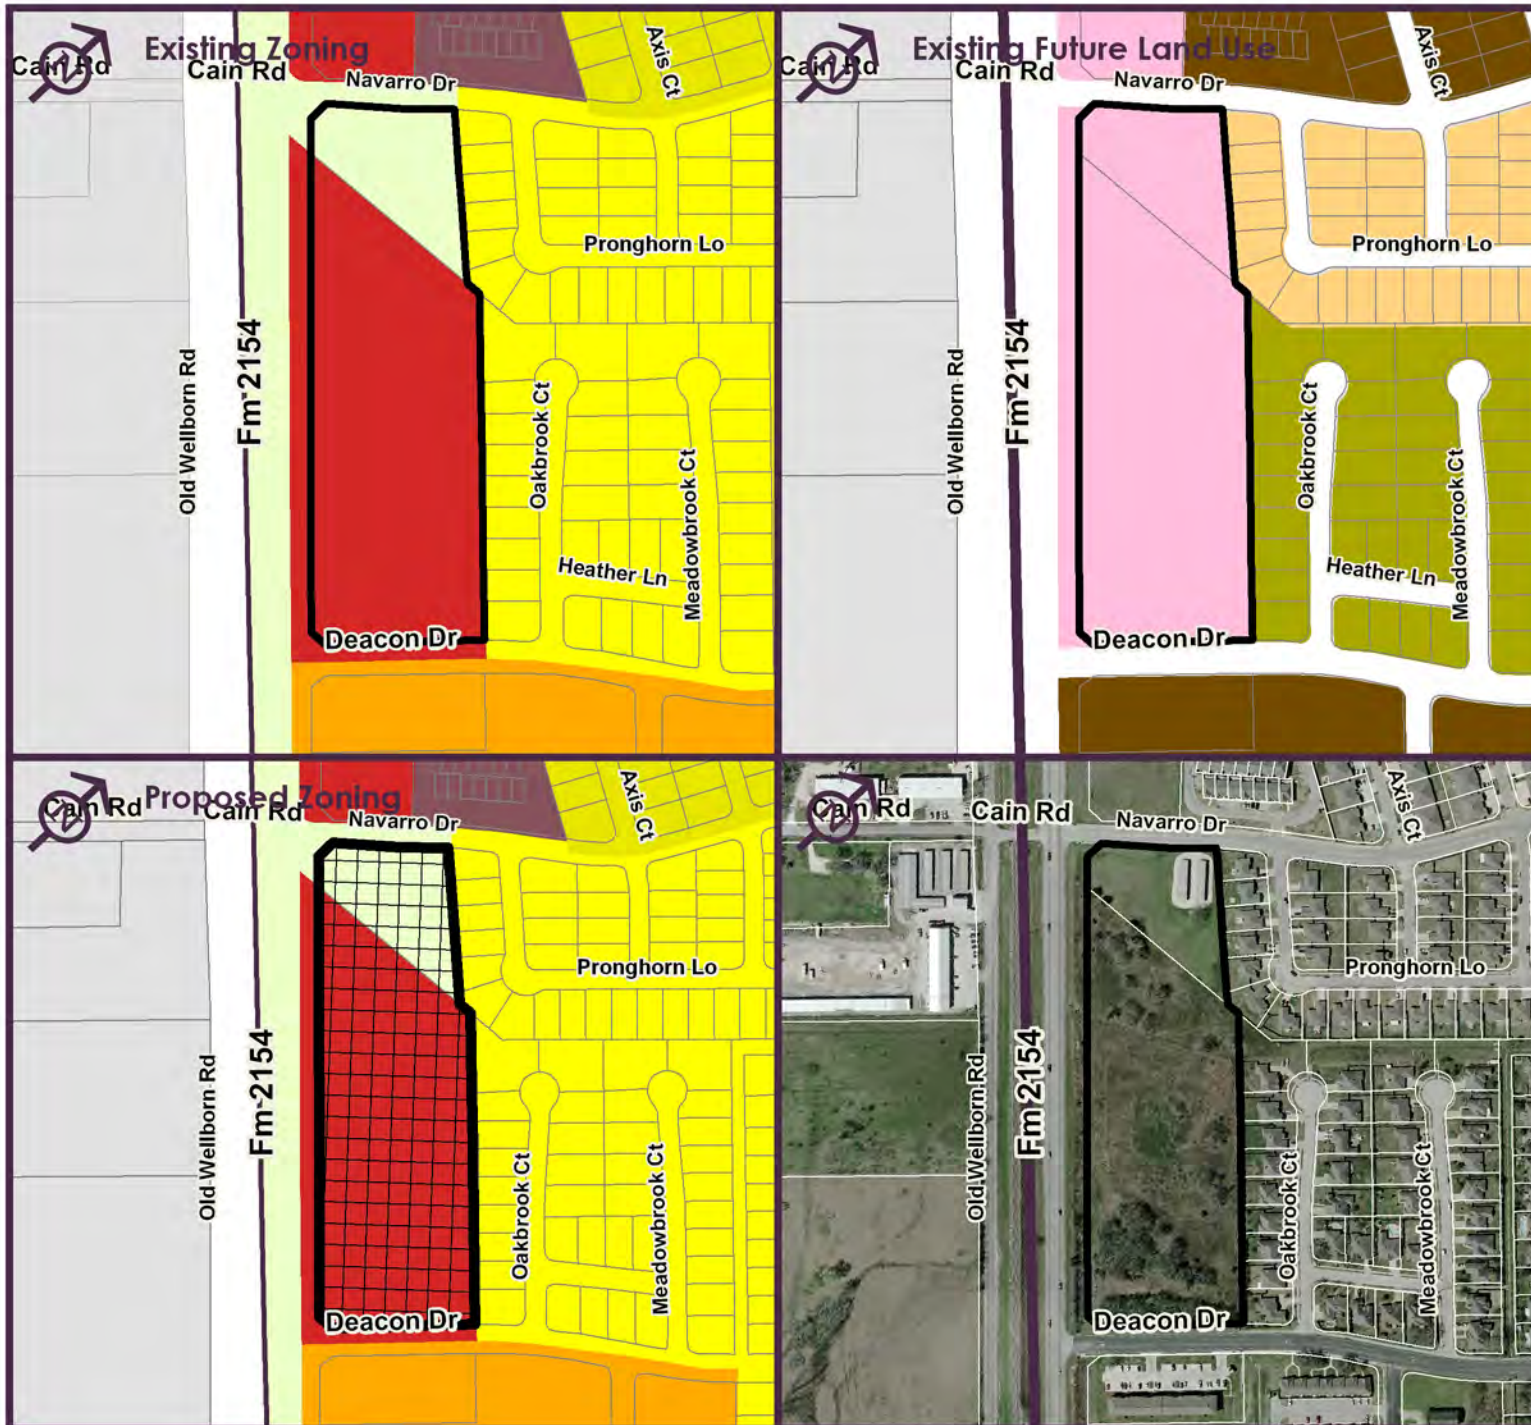 Existing Zoning
Cain Rd
Cain Rd
Navarro Dr
Axis Ct
Pronghorn Lo
Fm 2154
Old Wellborn Rd
Oakbrook Ct
Meadowbrook Ct
Heather Ln
Deacon Dr
Existing Future Land Use
Cain Rd
Cain Rd
Navarro Dr
Axis Ct
Pronghorn Lo
Fm 2154
Old Wellborn Rd
Oakbrook Ct
Meadowbrook Ct
Heather Ln
Deacon Dr
Proposed Zoning
Cain Rd
Cain Rd
Navarro Dr
Axis Ct
Pronghorn Lo
Fm 2154
Old Wellborn Rd
Oakbrook Ct
Meadowbrook Ct
Deacon Dr
Cain Rd
Cain Rd
Navarro Dr
Axis Ct
Pronghorn Lo
Fm 2154
Old Wellborn Rd
Oakbrook Ct
Meadowbrook Ct
Deacon Dr